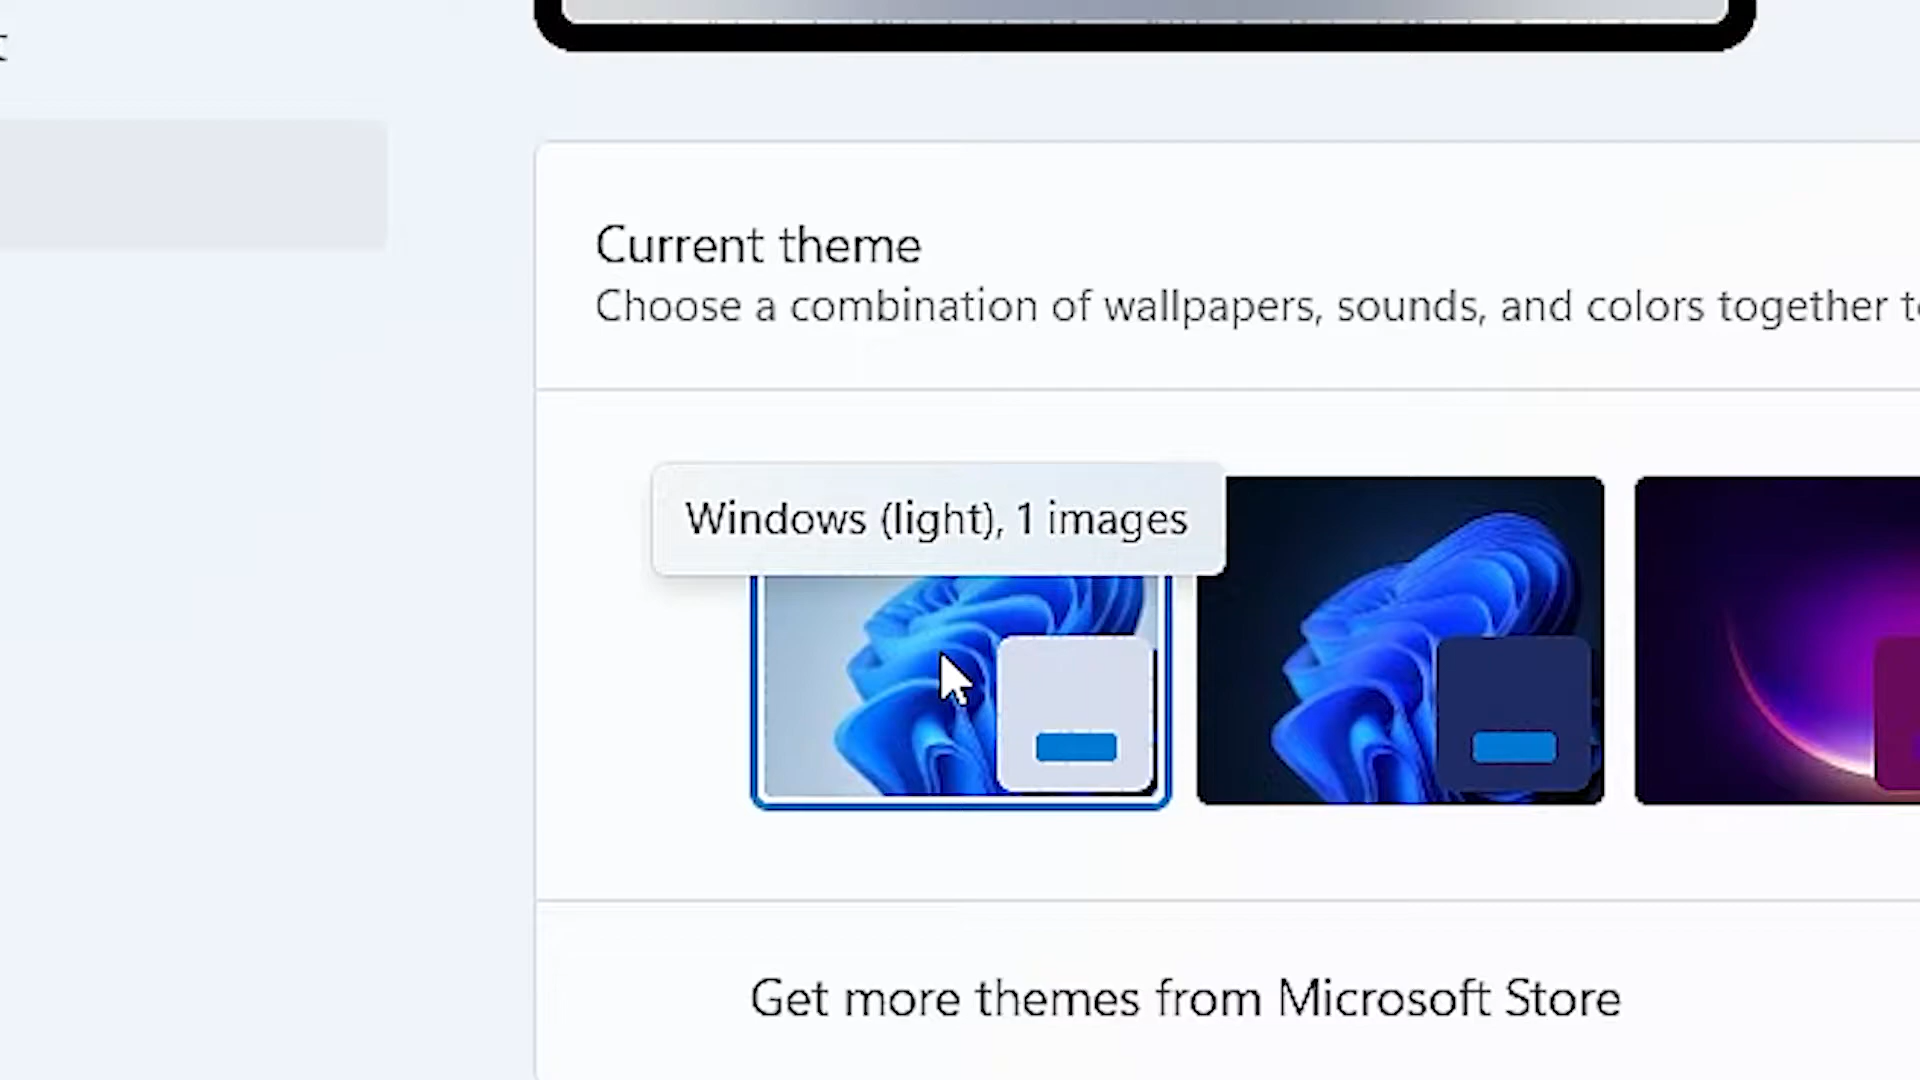 Current theme
Choose a combination of wallpapers, sounds, and colors together
Windows (light), 1 images
Get more themes from Microsoft Store